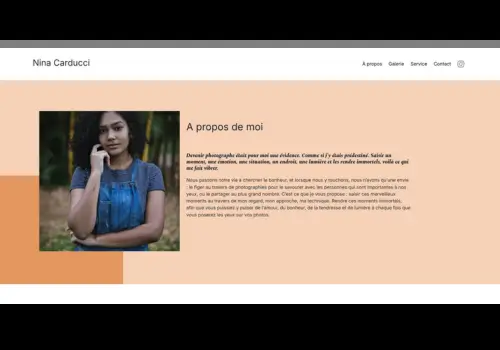 Nina Carducci
A propos
Galerie
Service
Contact
A propos de moi
Devenir photographe était pour moi une évidence. Comme si j'y étais prédestiné. Saisir un
moment, une émotion, une situation, un endroit, une lumière et les rendre immortels, voilà ce qui
me fait vibrer.
Nous passons notre vie à chercher le bonheur, et lorsque nous y touchons, nous n'avons qu'une envie
: le figer au travers de photographies pour le savourer avec les personnes qui sont importantes à nos
yeux, ou le partager au plus grand nombre. C'est ce que je vous propose : saisir ces merveilleux
moments au travers de mon regard, mon approche, ma technique. Rendre ces moments immortels,
afin que vous puissiez y puiser de l'amour, du bonheur, de la tendresse et de lumière à chaque fois que
vous poserez les yeux sur vos photos.